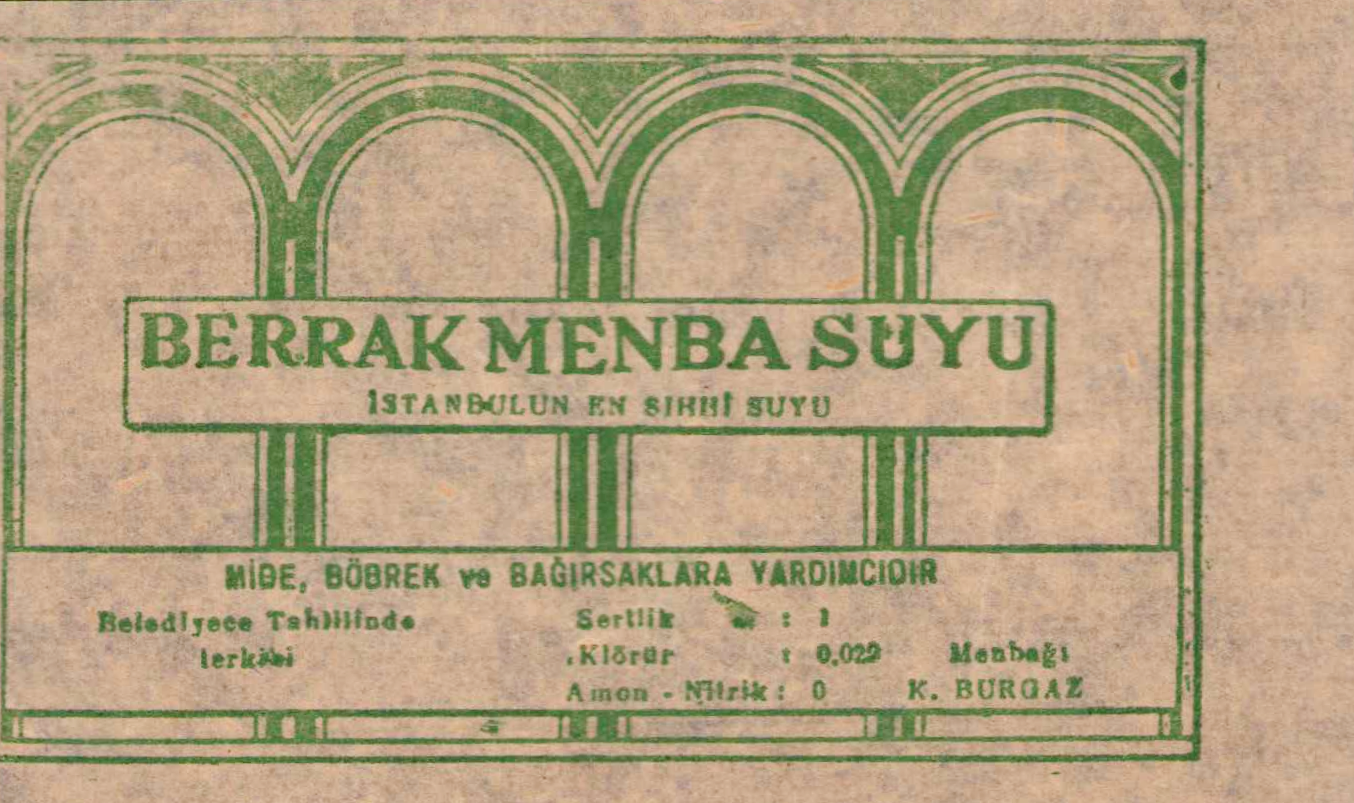 BERRAK MENBA SUYU
İSTANBULUN EN SIHHİ SUYU
MİDE, BÖBREK ve BAĞIRSAKLARA YARDIMCIDIR
Belediyece Tahlilinde terkibi
Sertlik : 1
Klörür : 0,022
Amon - Nitrik : 0
Menbağı
K. BURGAZ